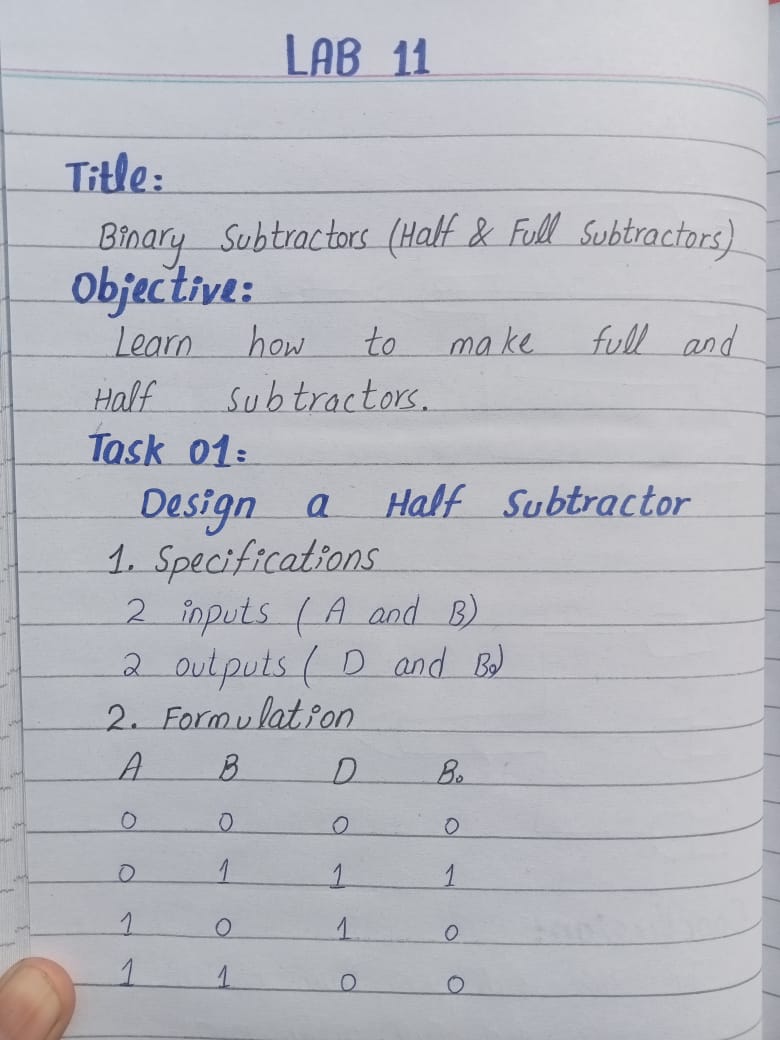 LAB 11
Title:
Binary Subtractors (Half & Full Subtractors)
Objective:
Learn how to make full and
Half subtractors.
Task 01:
Design a Half Subtractor
1. Specifications
2 inputs ( A and B)
2 outputs ( D and B₀)
2. Formulation
A B D B₀
0 0 0 0
0 1 1 1
1 0 1 0
1 1 0 0